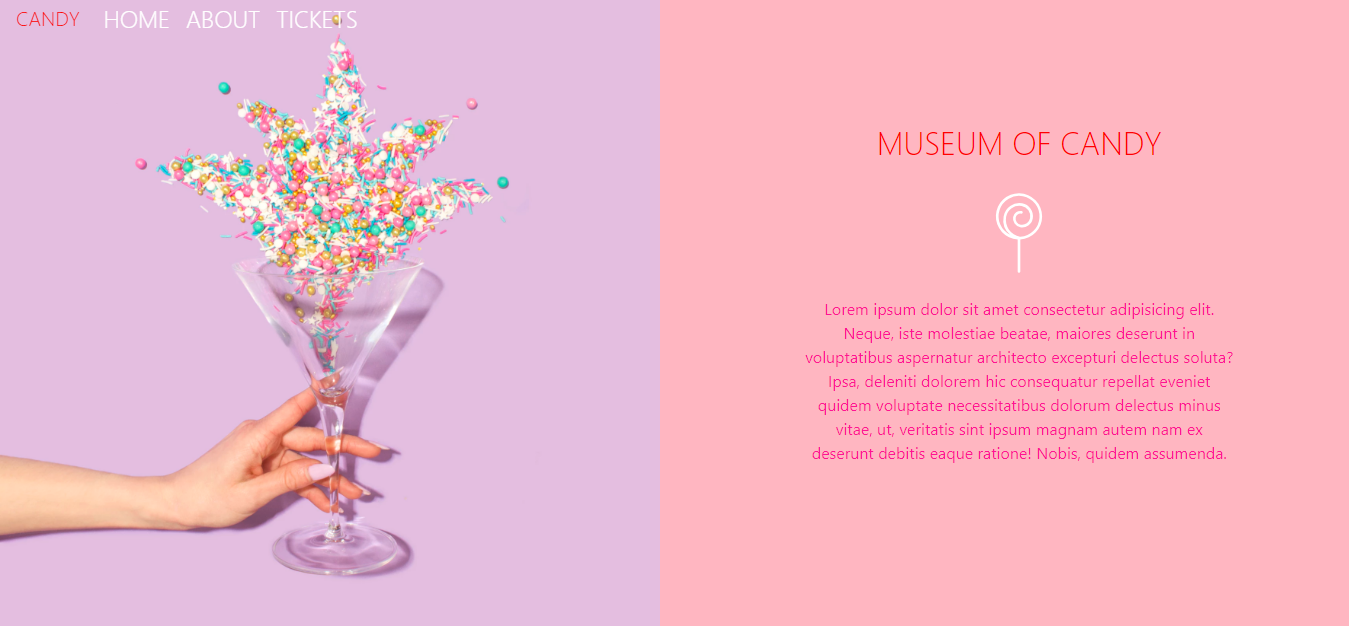 CANDY HOME ABOUT TICKETS
MUSEUM OF CANDY
Lorem ipsum dolor sit amet consectetur adipisicing elit.
Neque, iste molestiae beatae, maiores deserunt in
voluptatibus aspernatur architecto excepturi delectus soluta?
Ipsa, deleniti dolorem hic consequatur repellat eveniet
quidem voluptate necessitatibus dolorum delectus minus
vitae, ut, veritatis sint ipsum magnam autem nam ex
deserunt debitis eaque ratione! Nobis, quidem assumenda.